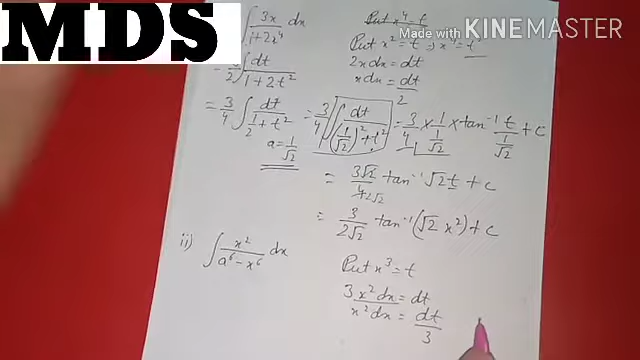 MDS
Made with KINEMASTER
∫ 3x/(1+2x⁴) dx
Put x⁴ = t
Put x² = t ⇒ x⁴ = t²
2x dx = dt
x dx = dt/2
= 3/2 ∫ dt/(1+2t²)
= 3/4 ∫ dt/(1/2+t²) = 3/4 ∫ dt/((1/√2)²+t²) = 3/4 × 1/(1/√2) × tan⁻¹ t/(1/√2) + c
a = 1/√2
= 3√2/4 tan⁻¹ √2 t + c
2√2
= 3/(2√2) tan⁻¹ (√2 x²) + c
ii) ∫ x²/(a⁶ − x⁶) dx
Put x³ = t
3x² dx = dt
x² dx = dt/3